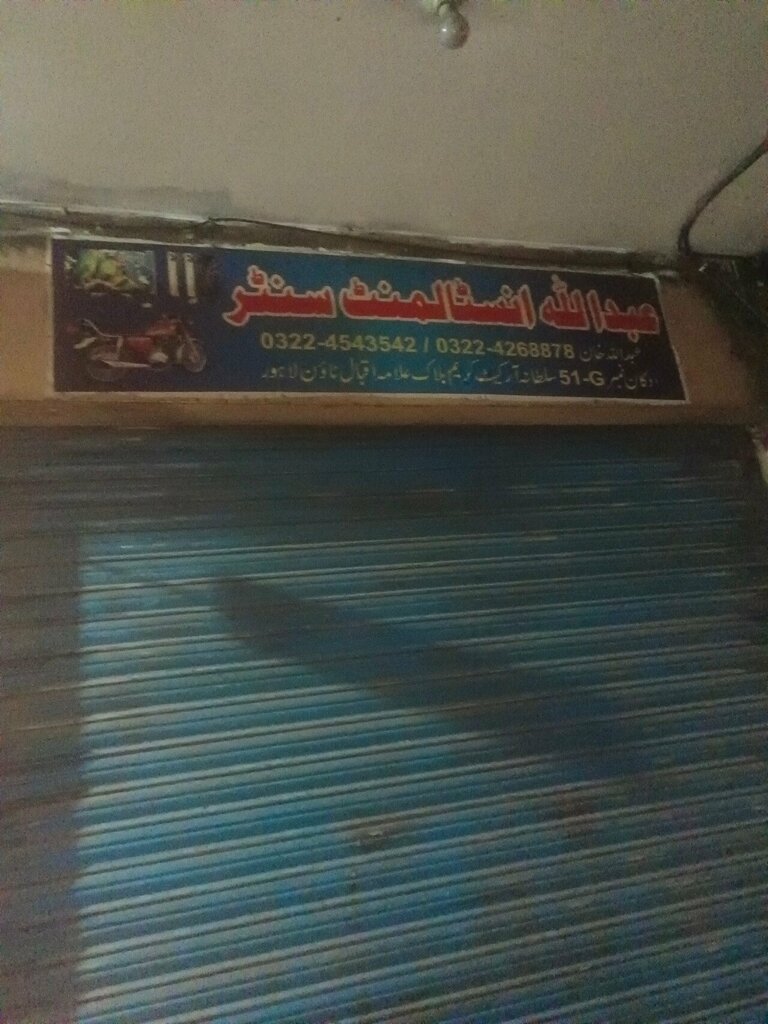 عبداللہ انسٹالمنٹ سنٹر
عبداللہ خان 0322-4268878 / 0322-4543542
دکان نمبر 51-G سلطانہ آرکیٹ کریم بلاک علامہ اقبال ٹاؤن لاہور